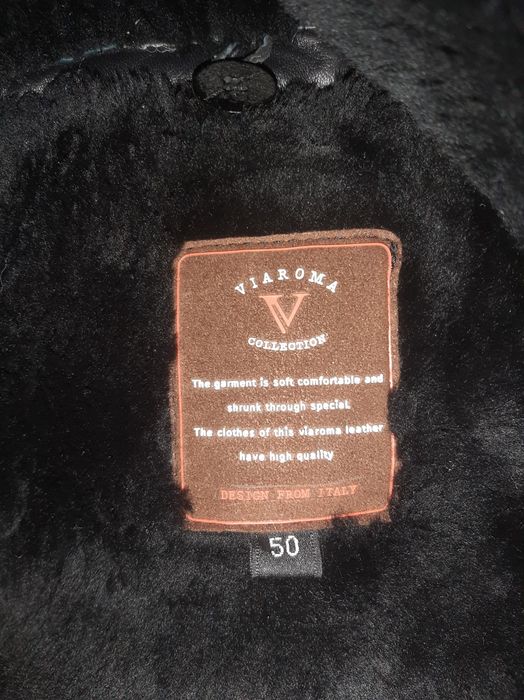 VIAROMA
V
COLLECTION
The garment is soft comfortable and
shrunk through special.
The clothes of this viaroma leather
have high quality
DESIGN FROM ITALY
50